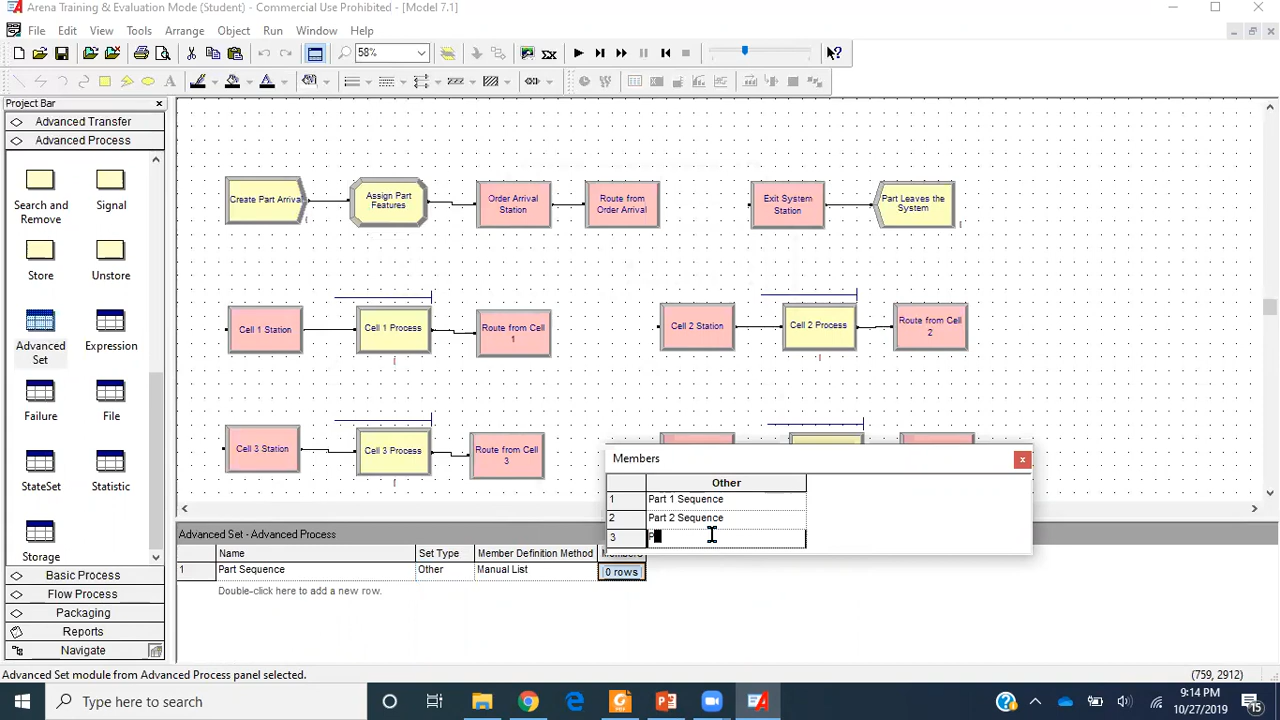 Arena Training & Evaluation Mode (Student) - Commercial Use Prohibited - [Model 7.1]
File Edit View Tools Arrange Object Run Window Help
58%
Project Bar
Advanced Transfer
Advanced Process
Search and Remove
Signal
Store
Unstore
Advanced Set
Expression
Failure
File
StateSet
Statistic
Storage
Basic Process
Flow Process
Packaging
Reports
Navigate
Create Part Arriva
Assign Part Features
Order Arrival Station
Route from Order Arrival
Exit System Station
Part Leaves the System
Cell 1 Station
Cell 1 Process
Route from Cell 1
Cell 2 Station
Cell 2 Process
Route from Cell 2
Cell 3 Station
Cell 3 Process
Route from Cell 3
Members
Other
1 Part 1 Sequence
2 Part 2 Sequence
3 P
Advanced Set - Advanced Process
Name Set Type Member Definition Method Members
1 Part Sequence Other Manual List 0 rows
Double-click here to add a new row.
Advanced Set module from Advanced Process panel selected.
(759, 2912)
Type here to search
9:14 PM
10/27/2019
15